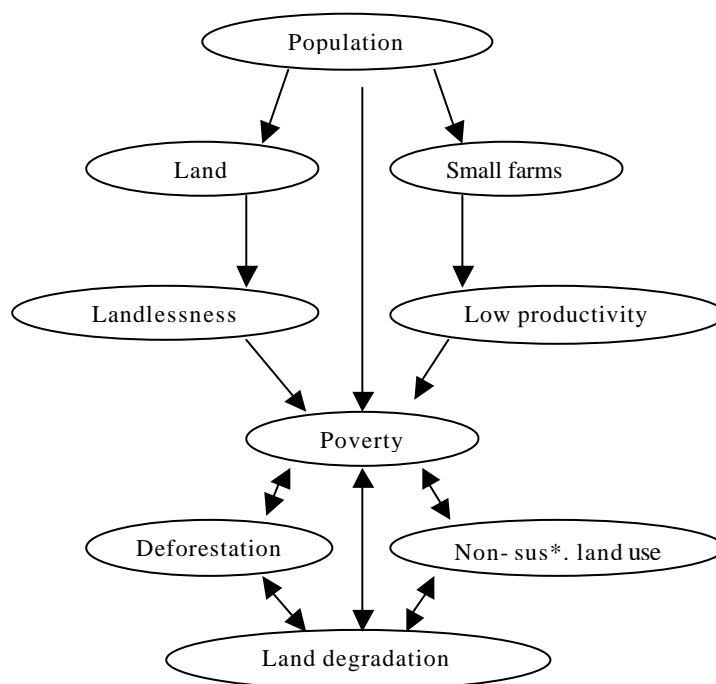 Population
Land
Small farms
Landlessness
Low productivity
Poverty
Deforestation
Non- sus*. land use
Land degradation